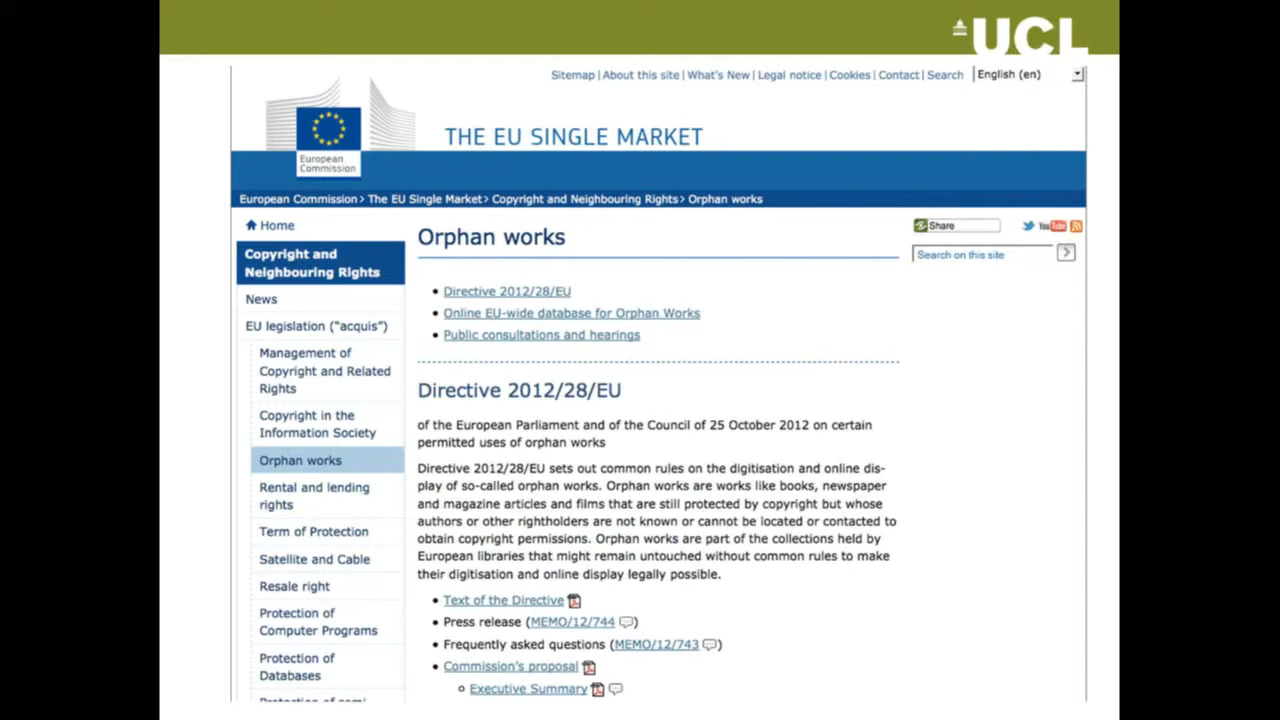 UCL
Sitemap | About this site | What's New | Legal notice | Cookies | Contact | Search
English (en)
European
Commission
THE EU SINGLE MARKET
European Commission > The EU Single Market > Copyright and Neighbouring Rights > Orphan works
Home
Copyright and
Neighbouring Rights
News
EU legislation ("acquis")
Management of
Copyright and Related
Rights
Copyright in the
Information Society
Orphan works
Rental and lending
rights
Term of Protection
Satellite and Cable
Resale right
Protection of
Computer Programs
Protection of
Databases
Orphan works
• Directive 2012/28/EU
• Online EU-wide database for Orphan Works
• Public consultations and hearings
Directive 2012/28/EU
of the European Parliament and of the Council of 25 October 2012 on certain
permitted uses of orphan works
Directive 2012/28/EU sets out common rules on the digitisation and online dis-
play of so-called orphan works. Orphan works are works like books, newspaper
and magazine articles and films that are still protected by copyright but whose
authors or other rightholders are not known or cannot be located or contacted to
obtain copyright permissions. Orphan works are part of the collections held by
European libraries that might remain untouched without common rules to make
their digitisation and online display legally possible.
• Text of the Directive
• Press release (MEMO/12/744)
• Frequently asked questions (MEMO/12/743)
• Commission's proposal
Executive Summary
Share
YouTube
Search on this site